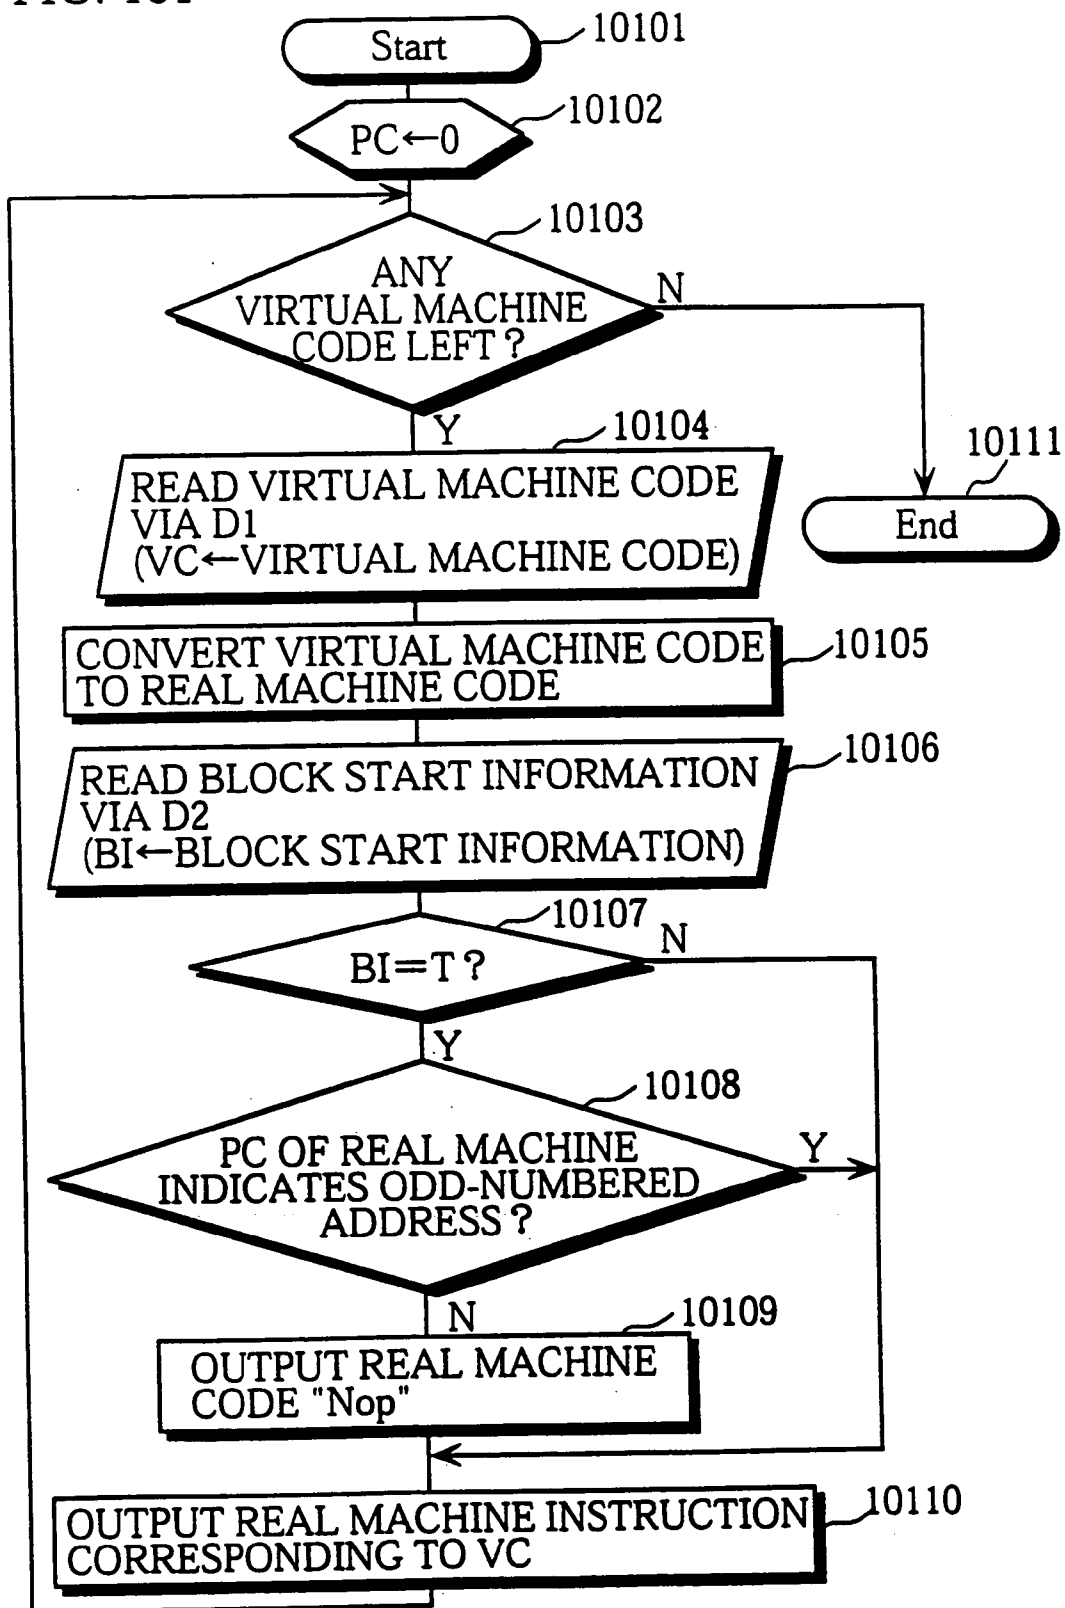 Start
10101
PC←0
10102
10103
ANY
VIRTUAL MACHINE
CODE LEFT ?
N
Y
10104
READ VIRTUAL MACHINE CODE
VIA D1
(VC←VIRTUAL MACHINE CODE)
10111
End
CONVERT VIRTUAL MACHINE CODE
TO REAL MACHINE CODE
10105
READ BLOCK START INFORMATION
VIA D2
(BI←BLOCK START INFORMATION)
10106
10107
BI=T ?
N
Y
10108
PC OF REAL MACHINE
INDICATES ODD-NUMBERED
ADDRESS ?
Y
N
10109
OUTPUT REAL MACHINE
CODE "Nop"
10110
OUTPUT REAL MACHINE INSTRUCTION
CORRESPONDING TO VC